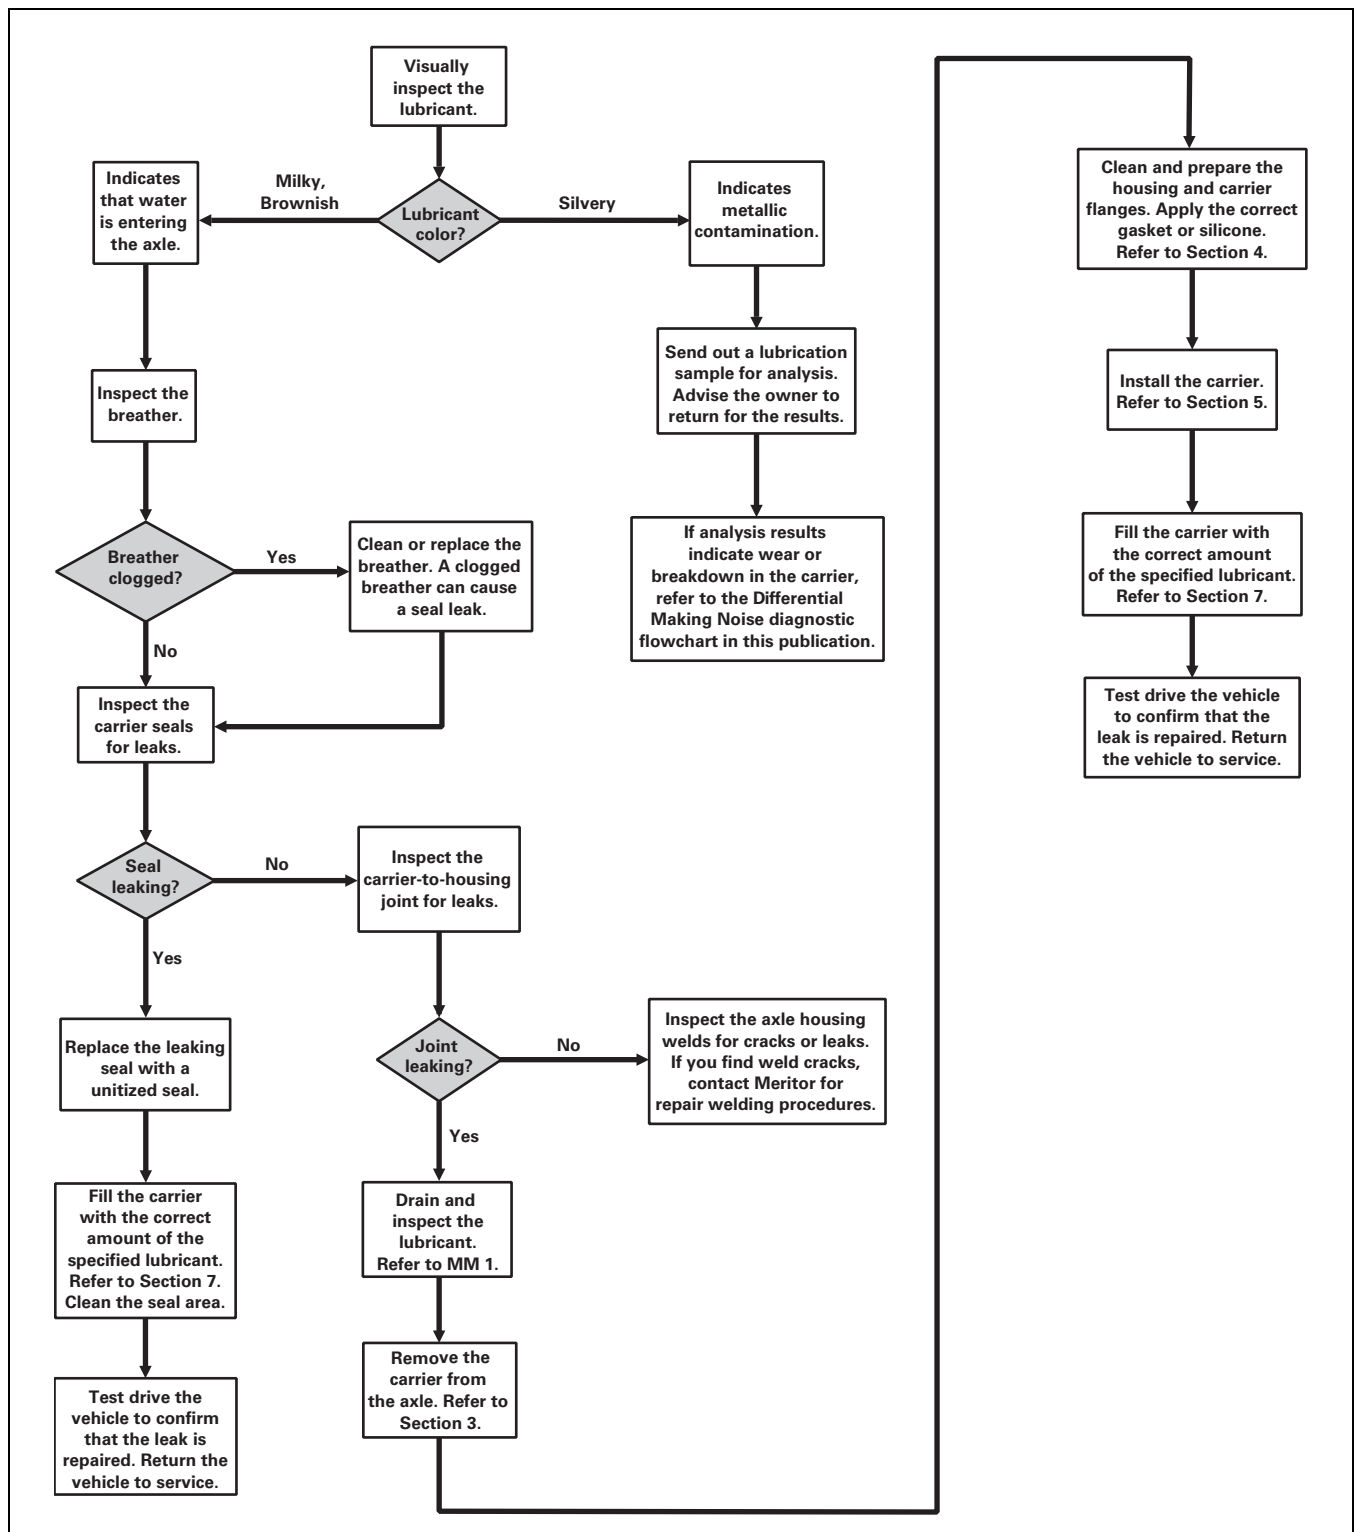 Visually
inspect the
lubricant.
Lubricant
color?
Milky,
Brownish
Silvery
Indicates
that water
is entering
the axle.
Indicates
metallic
contamination.
Inspect the
breather.
Send out a lubrication
sample for analysis.
Advise the owner to
return for the results.
Breather
clogged?
Yes
Clean or replace the
breather. A clogged
breather can cause
a seal leak.
If analysis results
indicate wear or
breakdown in the carrier,
refer to the Differential
Making Noise diagnostic
flowchart in this publication.
No
Inspect the
carrier seals
for leaks.
Seal
leaking?
No
Inspect the
carrier-to-housing
joint for leaks.
Yes
Replace the leaking
seal with a
unitized seal.
Fill the carrier
with the correct
amount of the
specified lubricant.
Refer to Section 7.
Clean the seal area.
Test drive the
vehicle to confirm
that the leak is
repaired. Return the
vehicle to service.
Joint
leaking?
No
Inspect the axle housing
welds for cracks or leaks.
If you find weld cracks,
contact Meritor for
repair welding procedures.
Yes
Drain and
inspect the
lubricant.
Refer to MM 1.
Remove the
carrier from
the axle. Refer to
Section 3.
Clean and prepare the
housing and carrier
flanges. Apply the correct
gasket or silicone.
Refer to Section 4.
Install the carrier.
Refer to Section 5.
Fill the carrier with
the correct amount
of the specified lubricant.
Refer to Section 7.
Test drive the vehicle
to confirm that the
leak is repaired. Return
the vehicle to service.